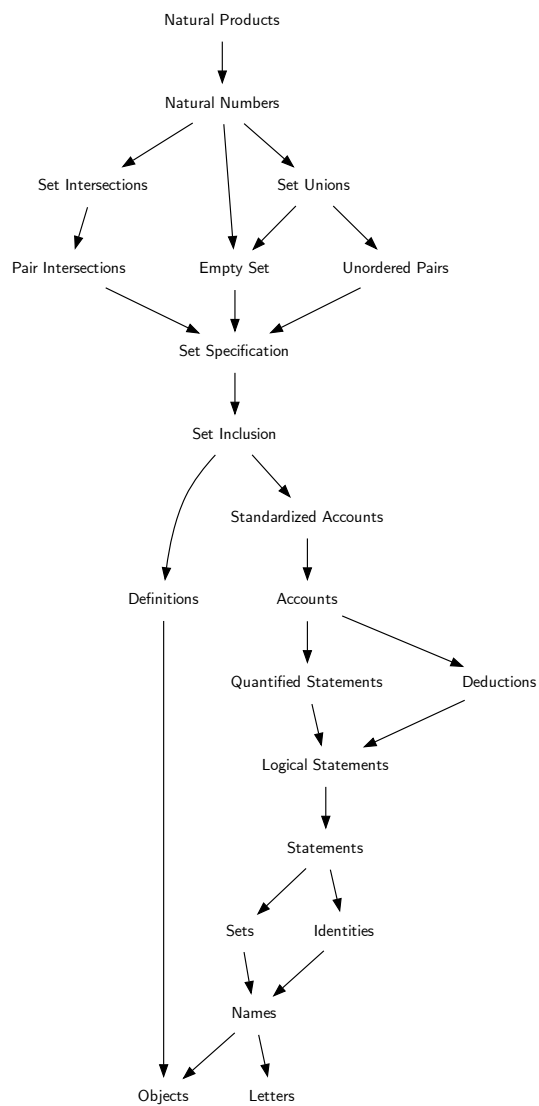 Natural Products
Natural Numbers
Set Intersections
Set Unions
Pair Intersections
Empty Set
Unordered Pairs
Set Specification
Set Inclusion
Standardized Accounts
Definitions
Accounts
Quantified Statements
Deductions
Logical Statements
Statements
Sets
Identities
Names
Objects
Letters